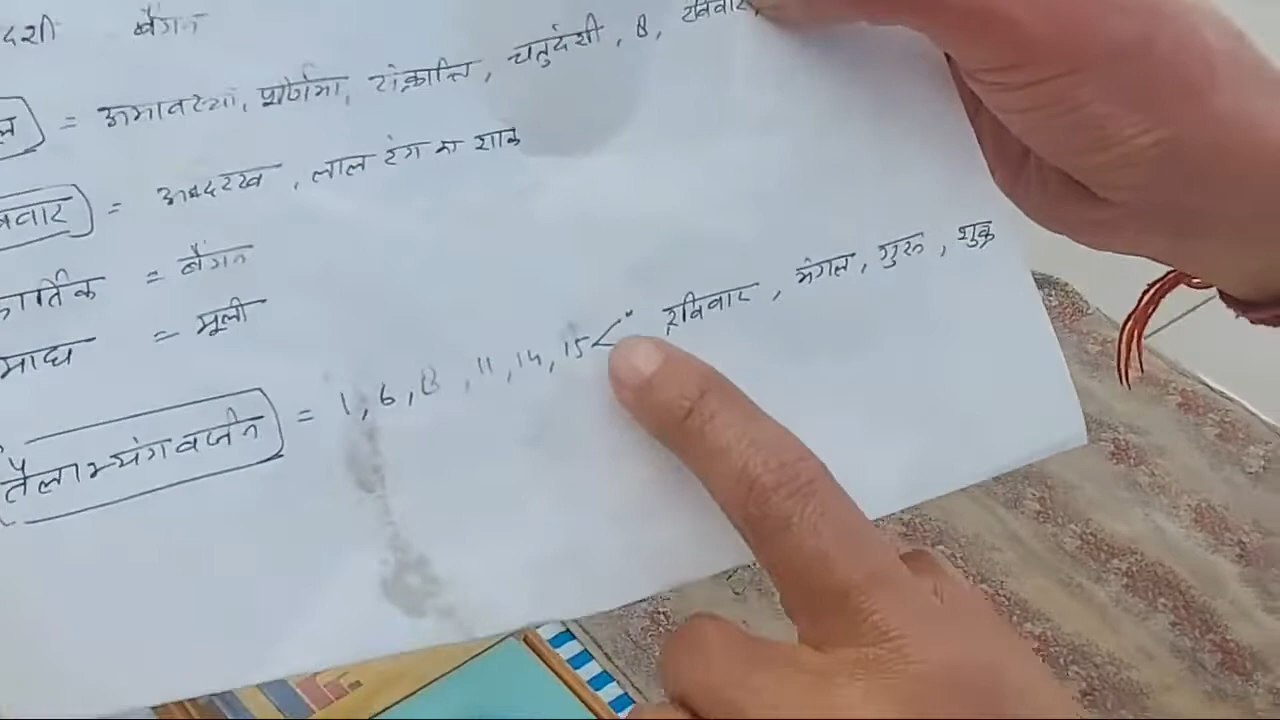 दशी बैंगन
= अमावस्या, पूर्णिमा, संक्रान्ति, चतुर्दशी, 8, रविवार
= अदरख, लाल रंग का शाक
कार्तिक = बैंगन
माघ = मूली
तैलाभ्यंगवर्जन = 1, 6, 8, 11, 14, 15 < रविवार, मंगल, गुरु, शुक्र